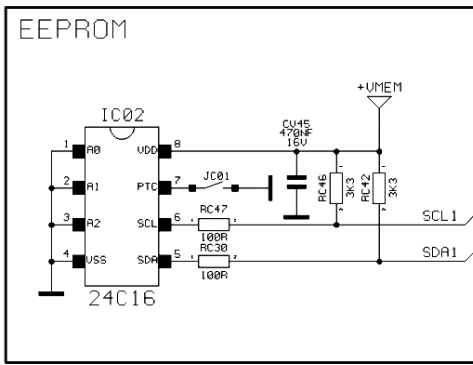 EEPROM
+VMEM
IC02
CV45
470NF
16V
1 A0 VDD 8
2 A1 PTC 7 JC01
RC46 3K3 RC42 3K3
3 A2 SCL 6 RC47 100R SCL1
4 VSS SDA 5 RC30 100R SDA1
24C16